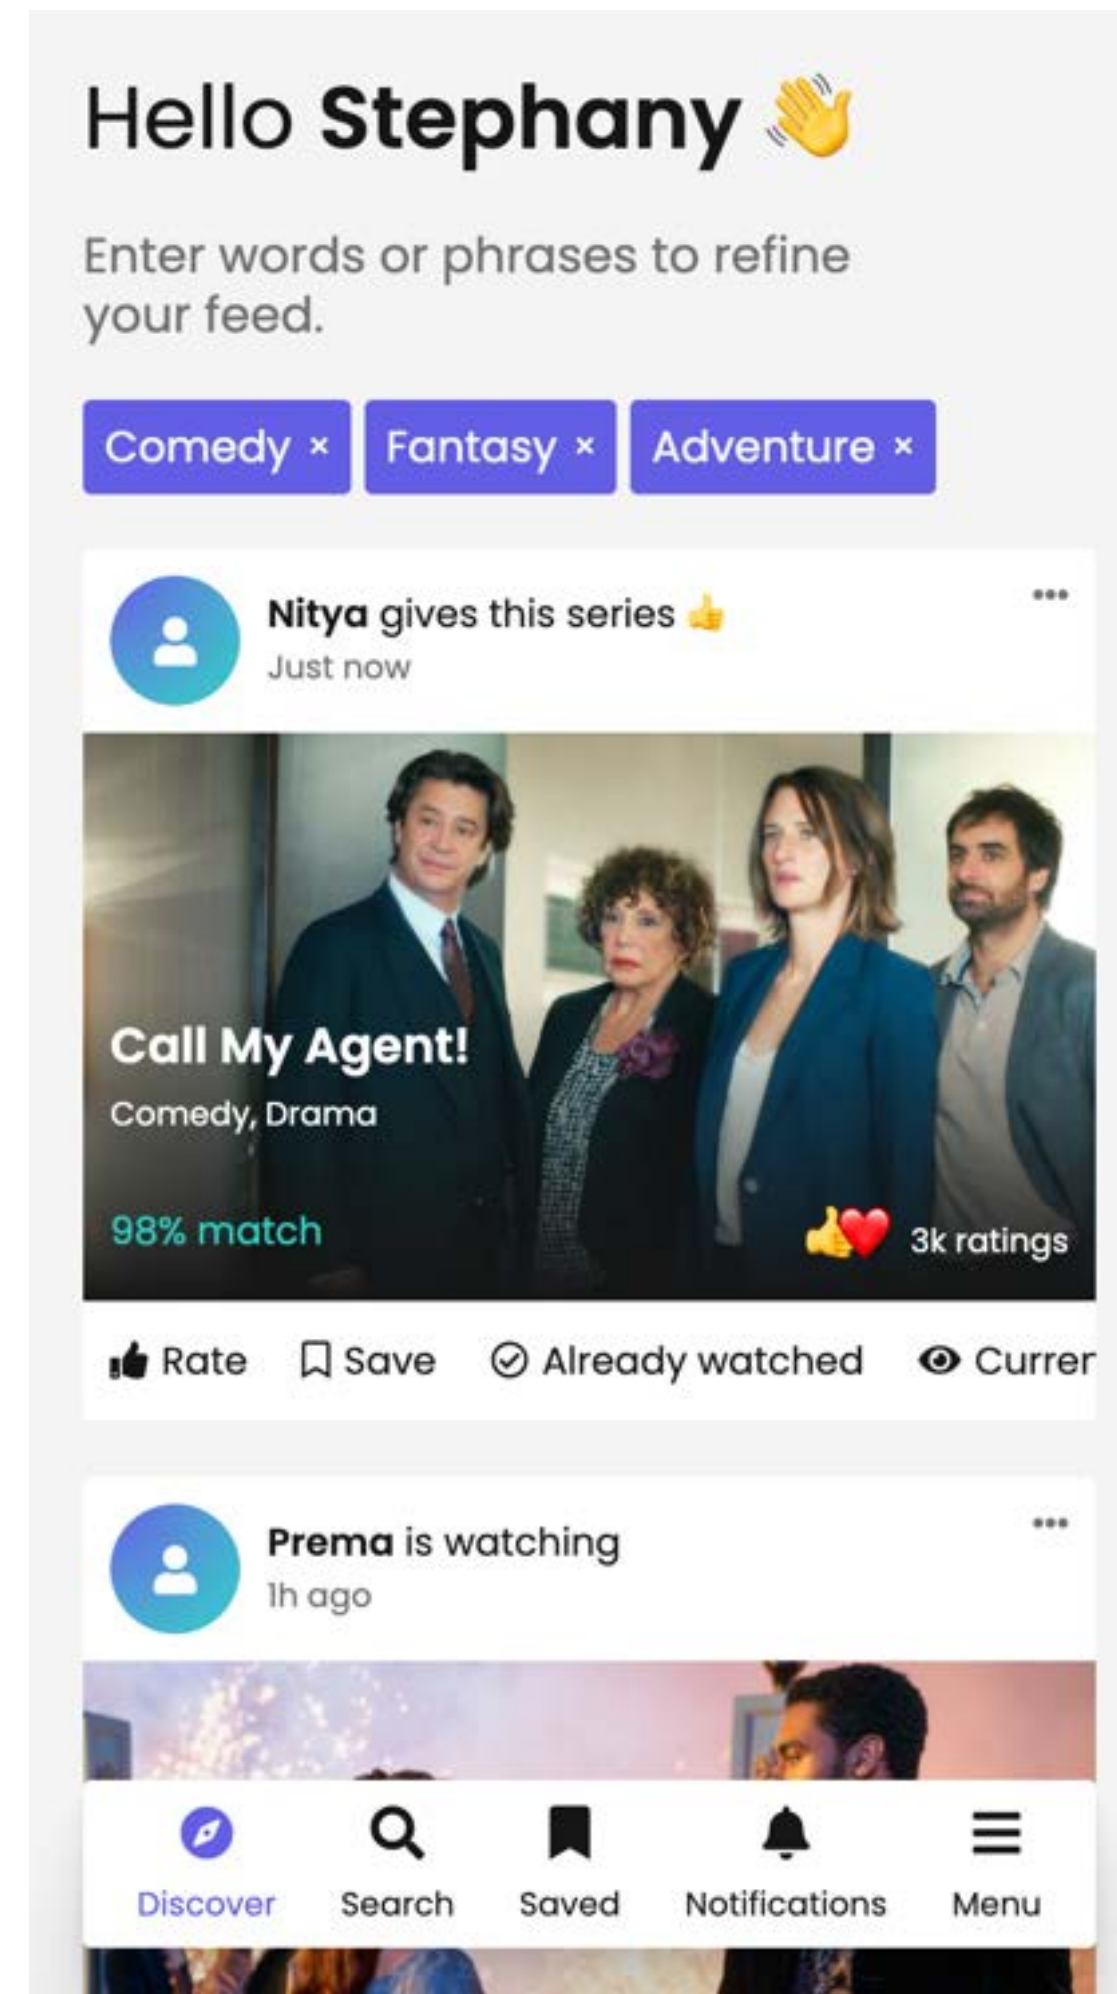 Hello Stephany 👋
Enter words or phrases to refine
your feed.
Comedy × Fantasy × Adventure ×
Nitya gives this series 👍
Just now
Call My Agent!
Comedy, Drama
98% match
3k ratings
Rate Save Already watched Curren
Prema is watching
1h ago
Discover Search Saved Notifications Menu